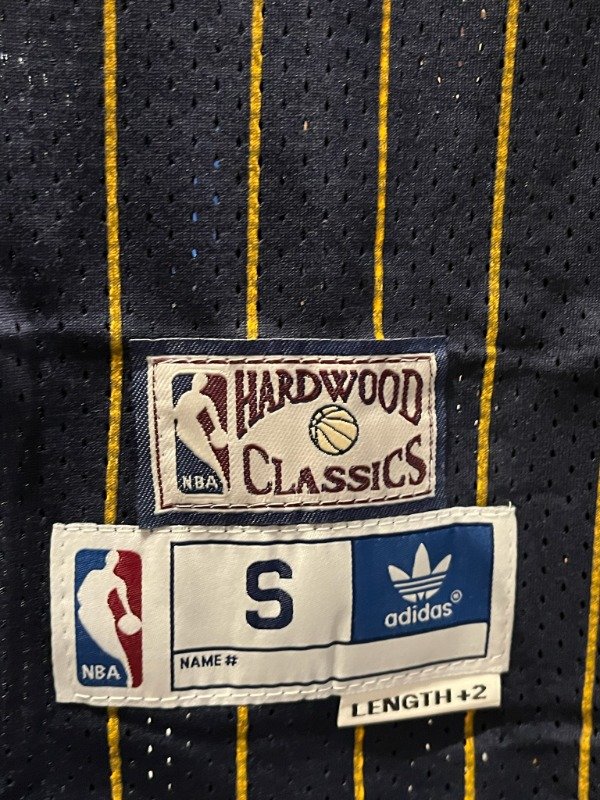 HARDWOOD
NBA
CLASSICS
S
adidas®
NAME #
NBA
LENGTH +2